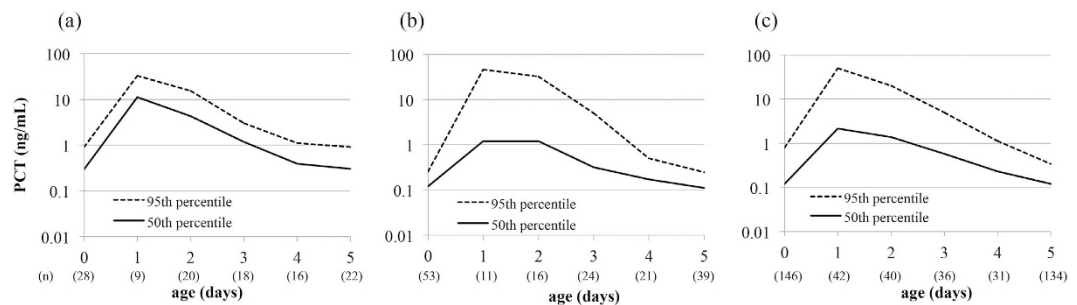 (a)
100
10
1
0.1
0.01
PCT (ng/mL)
95th percentile
50th percentile
0 1 2 3 4 5
(n) (28) (9) (20) (18) (16) (22)
age (days)
(b)
100
10
1
0.1
0.01
95th percentile
50th percentile
0 1 2 3 4 5
(53) (11) (16) (24) (21) (39)
age (days)
(c)
100
10
1
0.1
0.01
95th percentile
50th percentile
0 1 2 3 4 5
(146) (42) (40) (36) (31) (134)
age (days)